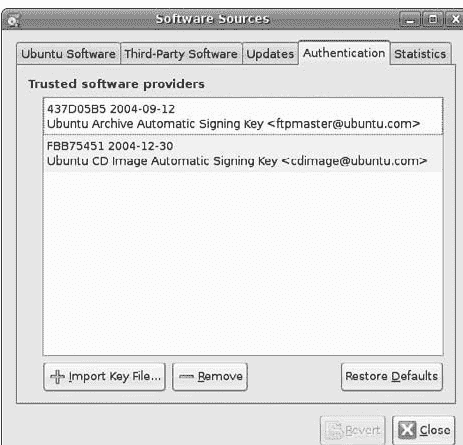 Software Sources
Ubuntu Software Third-Party Software Updates Authentication Statistics
Trusted software providers
437D05B5 2004-09-12
Ubuntu Archive Automatic Signing Key <ftpmaster@ubuntu.com>
FBB75451 2004-12-30
Ubuntu CD Image Automatic Signing Key <cdimage@ubuntu.com>
Import Key File... Remove Restore Defaults
Revert Close